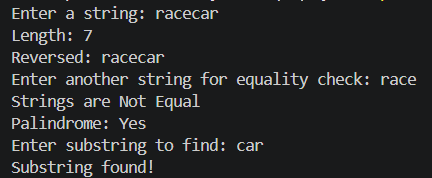 Enter a string: racecar
Length: 7
Reversed: racecar
Enter another string for equality check: race
Strings are Not Equal
Palindrome: Yes
Enter substring to find: car
Substring found!